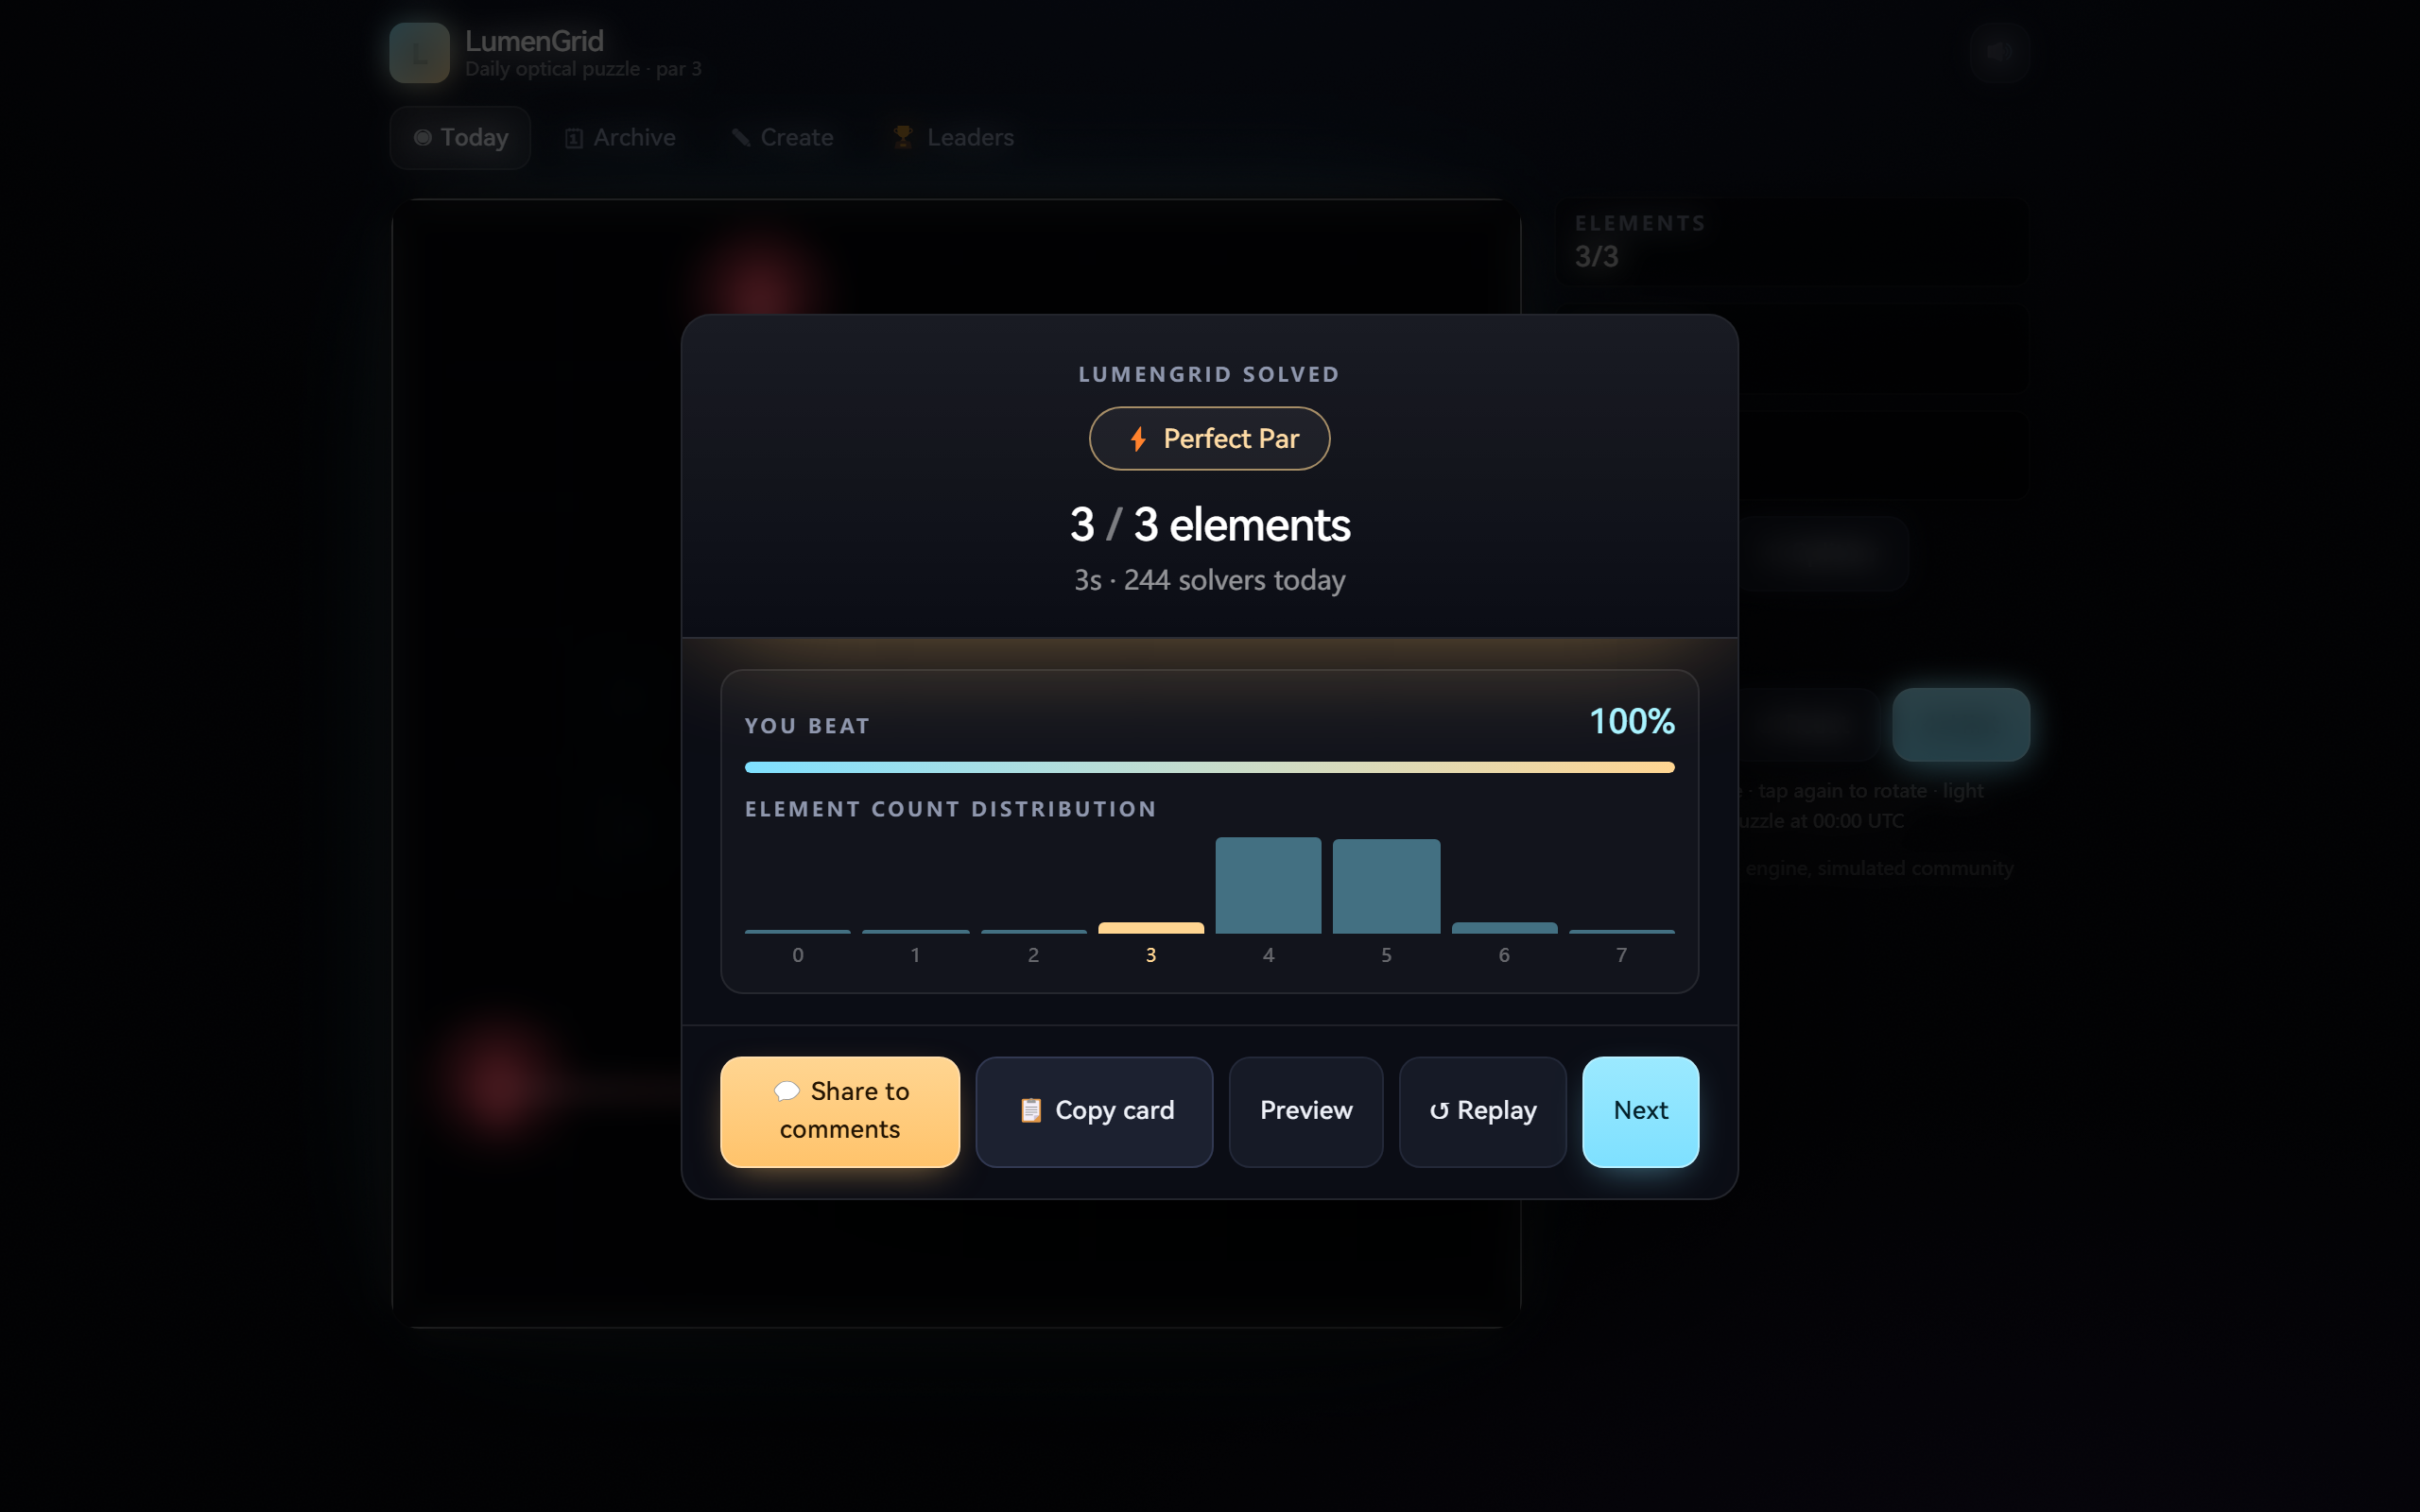 LumenGrid
Daily optical puzzle · par 3
Today
Archive
Create
Leaders
ELEMENTS
3/3
LUMENGRID SOLVED
Perfect Par
3 / 3 elements
3s · 244 solvers today
YOU BEAT
100%
ELEMENT COUNT DISTRIBUTION
0 1 2 3 4 5 6 7
· tap again to rotate · light
at 00:00 UTC
engine, simulated community
Share to
comments
Copy card
Preview
↺ Replay
Next